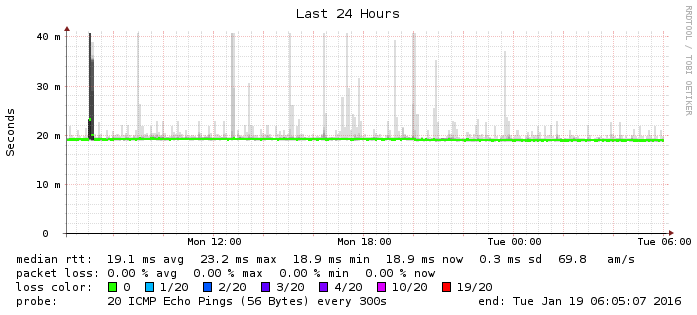 Last 24 Hours
RRDTOOL / TOBI OETIKER
Seconds
40 m
30 m
20 m
10 m
0
Mon 12:00 Mon 18:00 Tue 00:00 Tue 06:00
median rtt: 19.1 ms avg 23.2 ms max 18.9 ms min 18.9 ms now 0.3 ms sd 69.8 am/s
packet loss: 0.00 % avg 0.00 % max 0.00 % min 0.00 % now
loss color: 0 1/20 2/20 3/20 4/20 10/20 19/20
probe: 20 ICMP Echo Pings (56 Bytes) every 300s end: Tue Jan 19 06:05:07 2016